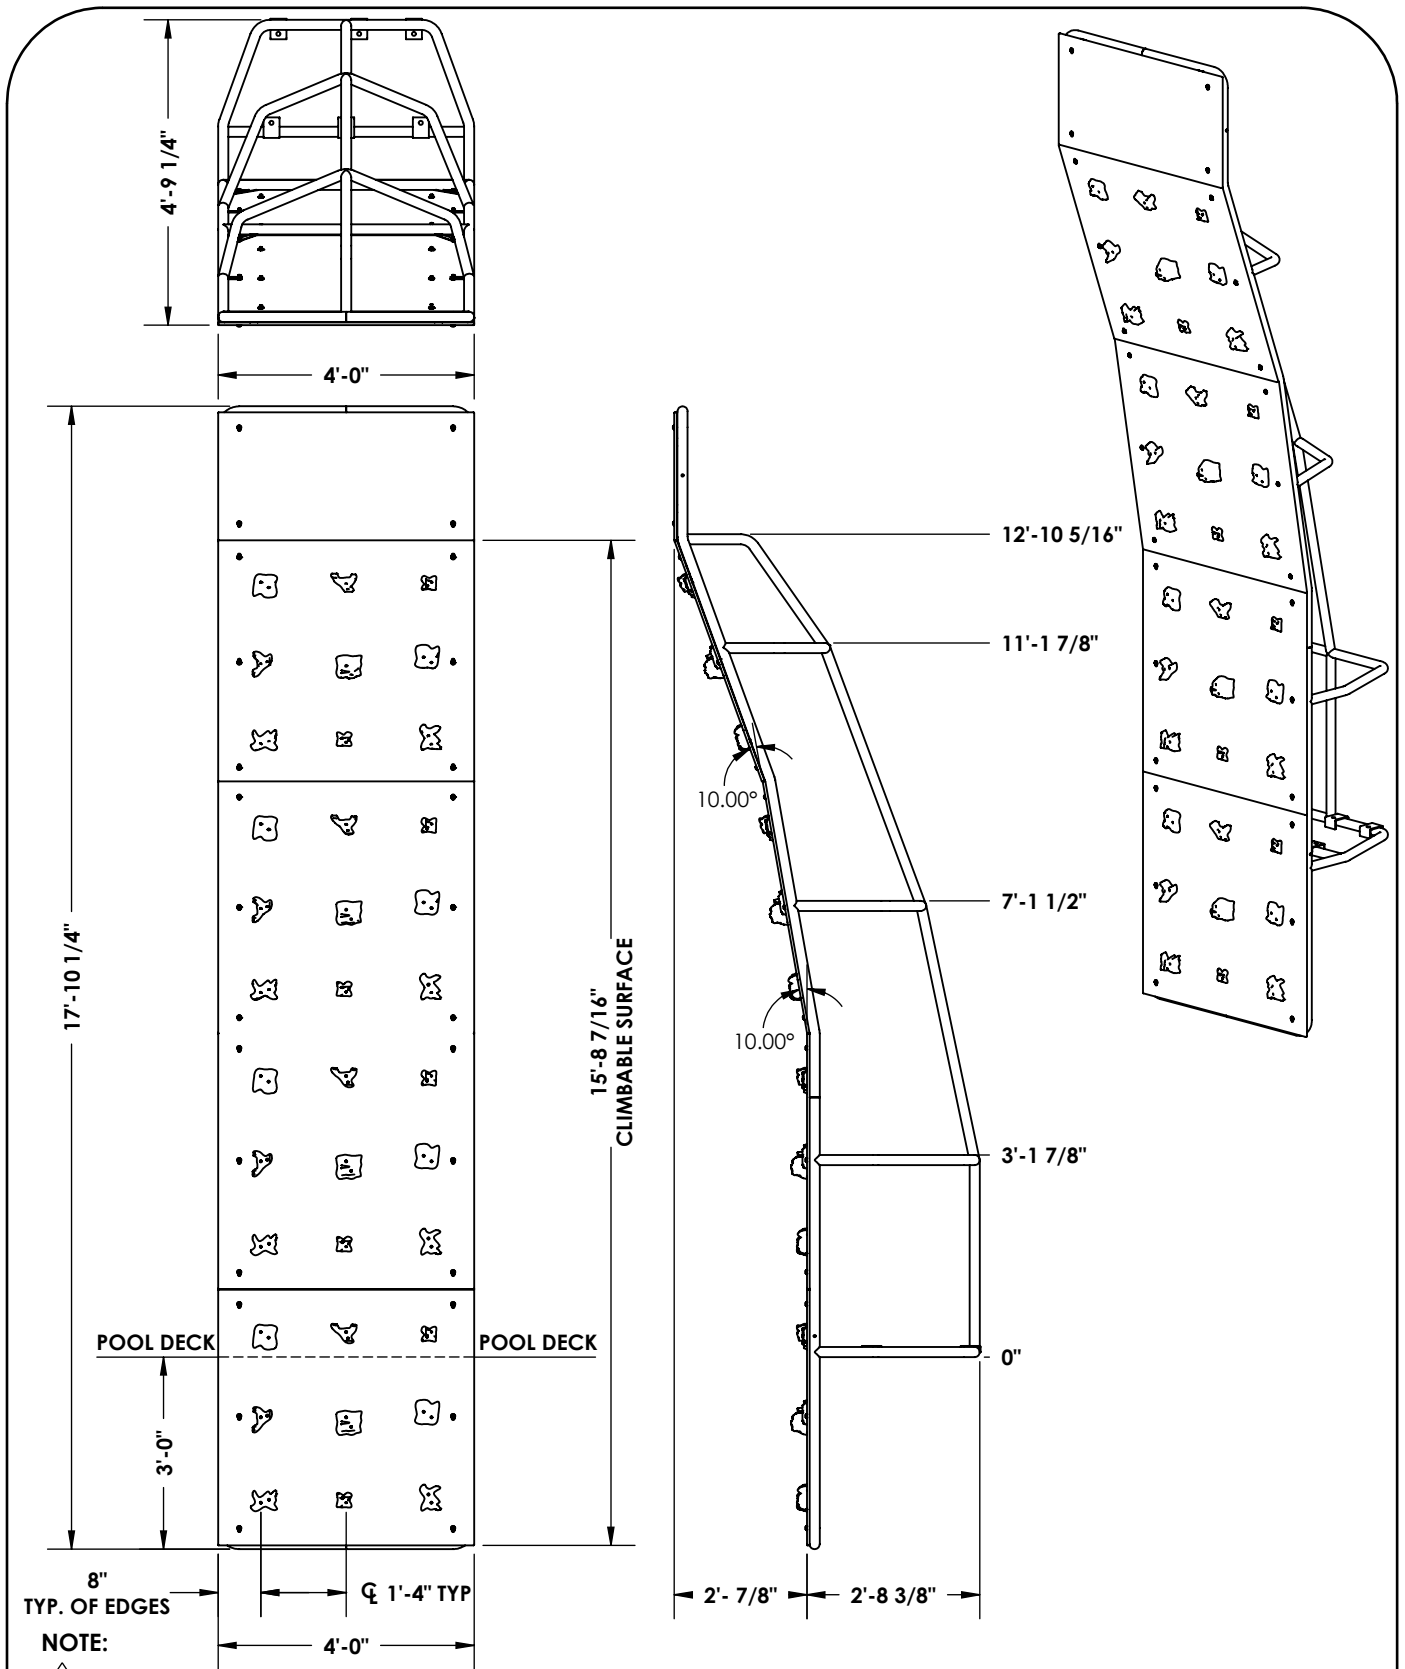 4'-9 1/4"
4'-0"
12'-10 5/16"
11'-1 7/8"
10.00°
7'-1 1/2"
17'-10 1/4"
15'-8 7/16"
CLIMBABLE SURFACE
10.00°
3'-1 7/8"
POOL DECK
POOL DECK
0"
3'-0"
8"
TYP. OF EDGES
℄ 1'-4" TYP
2'- 7/8"
2'-8 3/8"
NOTE:
4'-0"